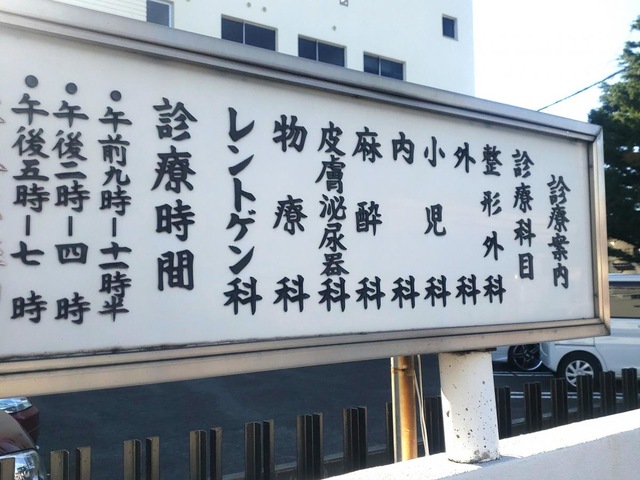 診療案内
診療科目
整形外科
外科
小児科
内科
麻酔科
皮膚泌尿器科
物療科
レントゲン科
診療時間
●午前九時ー十一時半
●午後一時ー四時
●午後五時ー七時